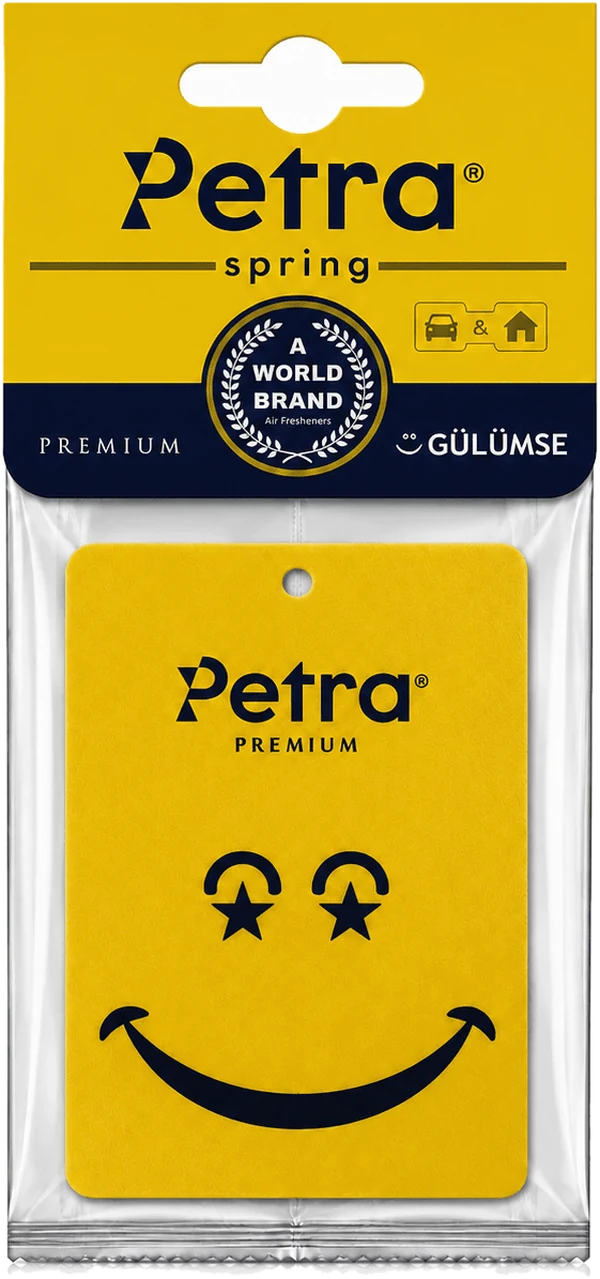 Petra®
spring
&
A
WORLD
BRAND
Air Fresheners
PREMIUM
GÜLÜMSE
Petra®
PREMIUM